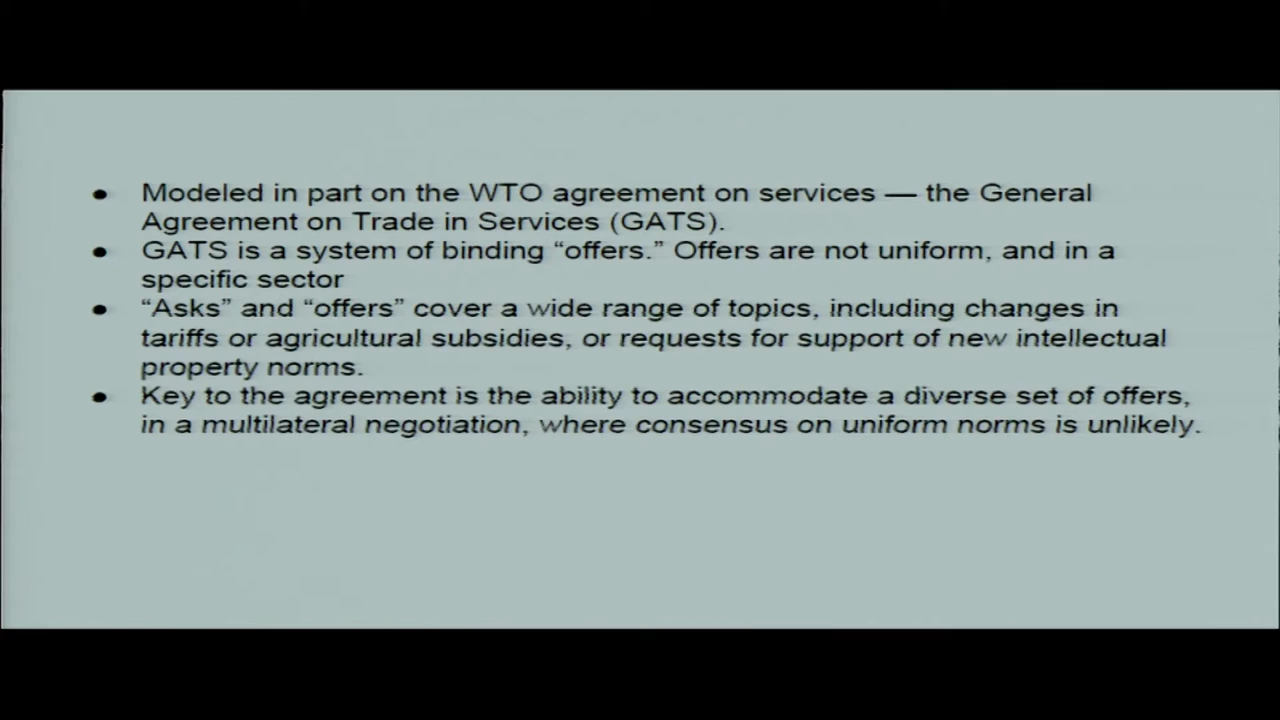 • Modeled in part on the WTO agreement on services — the General
Agreement on Trade in Services (GATS).
• GATS is a system of binding “offers.” Offers are not uniform, and in a
specific sector
• “Asks” and “offers” cover a wide range of topics, including changes in
tariffs or agricultural subsidies, or requests for support of new intellectual
property norms.
• Key to the agreement is the ability to accommodate a diverse set of offers,
in a multilateral negotiation, where consensus on uniform norms is unlikely.